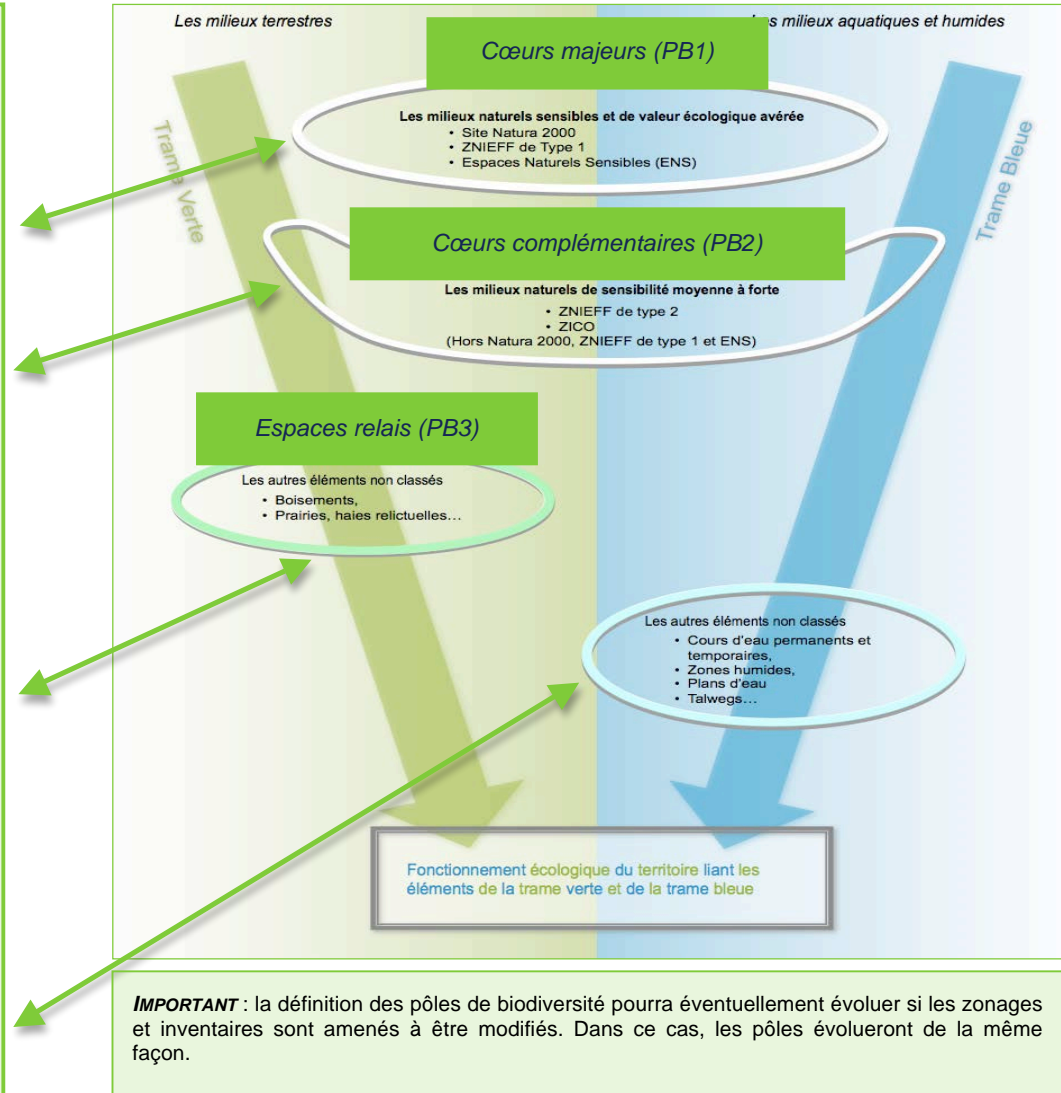 Les milieux terrestres
s milieux aquatiques et humides
Cœurs majeurs (PB1)
Les milieux naturels sensibles et de valeur écologique avérée
• Site Natura 2000
• ZNIEFF de Type 1
• Espaces Naturels Sensibles (ENS)
Trame Verte
Trame Bleue
Cœurs complémentaires (PB2)
Les milieux naturels de sensibilité moyenne à forte
• ZNIEFF de type 2
• ZICO
(Hors Natura 2000, ZNIEFF de type 1 et ENS)
Espaces relais (PB3)
Les autres éléments non classés
• Boisements,
• Prairies, haies relictuelles…
Les autres éléments non classés
• Cours d'eau permanents et
temporaires,
• Zones humides,
• Plans d'eau
• Talwegs…
Fonctionnement écologique du territoire liant les
éléments de la trame verte et de la trame bleue
IMPORTANT : la définition des pôles de biodiversité pourra éventuellement évoluer si les zonages
et inventaires sont amenés à être modifiés. Dans ce cas, les pôles évolueront de la même
façon.